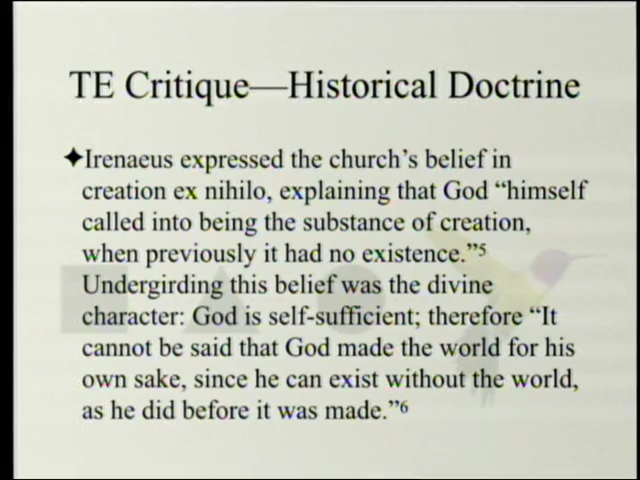 TE Critique—Historical Doctrine
✦Irenaeus expressed the church's belief in
creation ex nihilo, explaining that God “himself
called into being the substance of creation,
when previously it had no existence.”⁵
Undergirding this belief was the divine
character: God is self-sufficient; therefore “It
cannot be said that God made the world for his
own sake, since he can exist without the world,
as he did before it was made.”⁶